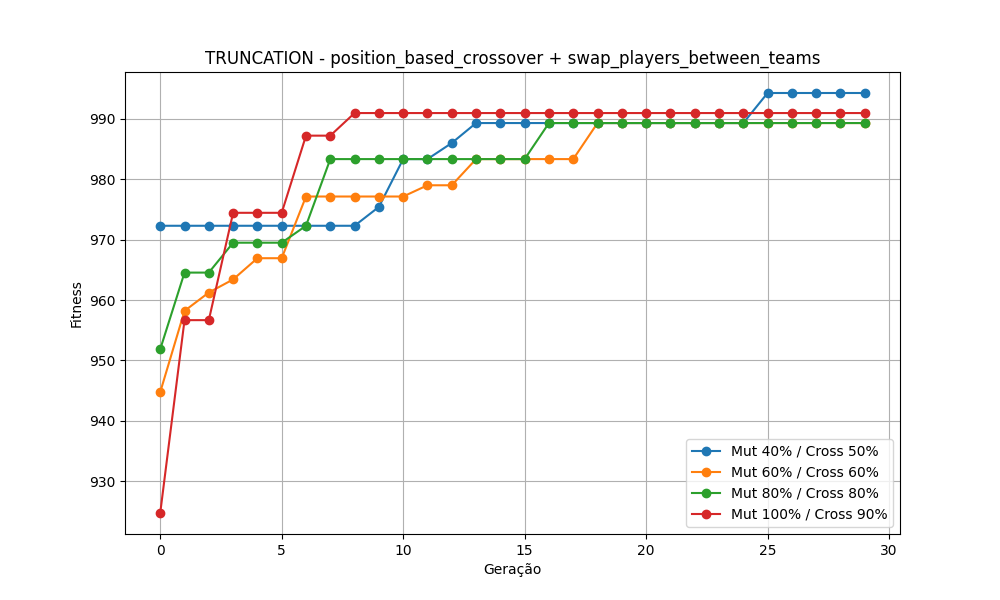 TRUNCATION - position_based_crossover + swap_players_between_teams
Fitness
990
980
970
960
950
940
930
0 5 10 15 20 25 30
Geração
Mut 40% / Cross 50%
Mut 60% / Cross 60%
Mut 80% / Cross 80%
Mut 100% / Cross 90%